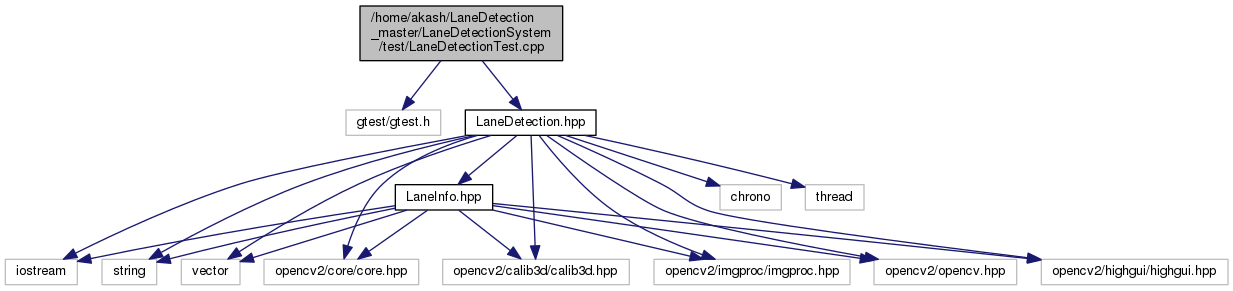 /home/akash/LaneDetection
_master/LaneDetectionSystem
/test/LaneDetectionTest.cpp
gtest/gtest.h
LaneDetection.hpp
LaneInfo.hpp
chrono
thread
iostream
string
vector
opencv2/core/core.hpp
opencv2/calib3d/calib3d.hpp
opencv2/imgproc/imgproc.hpp
opencv2/opencv.hpp
opencv2/highgui/highgui.hpp